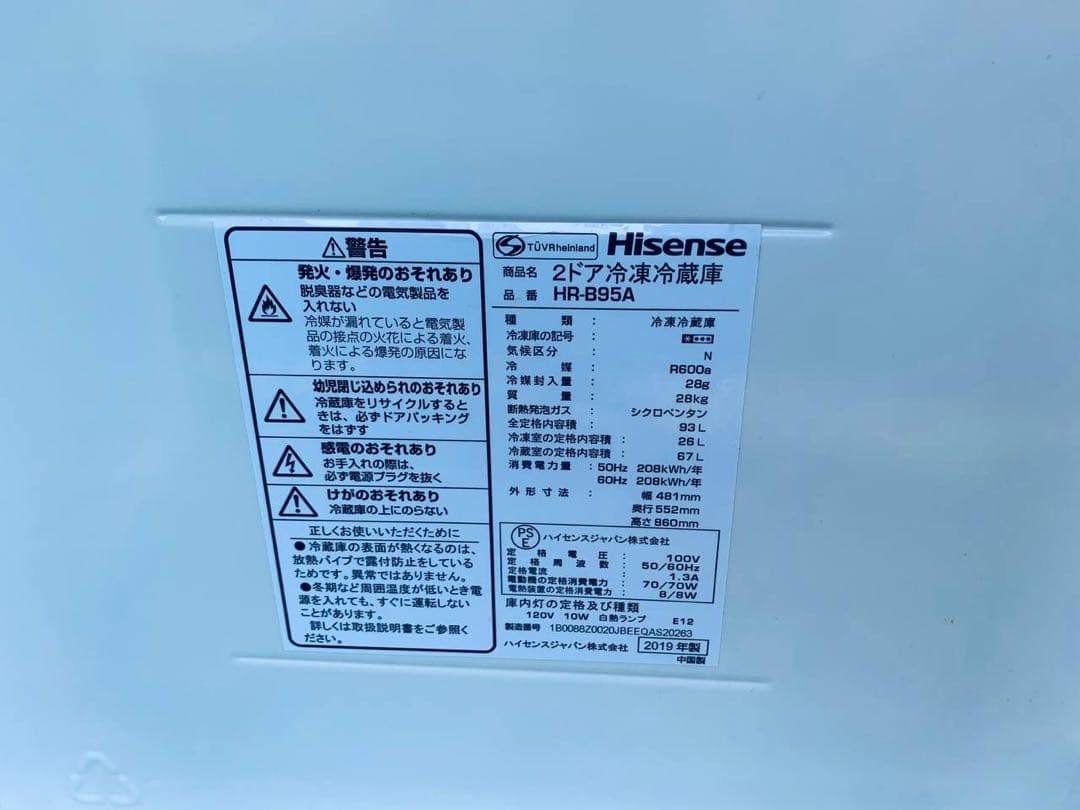 警告
発火・爆発のおそれあり
脱臭器などの電気製品を
入れない
冷媒が漏れていると電気製
品の接点の火花による着火、
着火による爆発の原因にな
ります。
幼児閉じ込められのおそれあり
冷蔵庫をリサイクルすると
きは、必ずドアパッキング
をはずす
感電のおそれあり
お手入れの際は、
必ず電源プラグを抜く
けがのおそれあり
冷蔵庫の上にのらない
正しくお使いいただくために
●冷蔵庫の表面が熱くなるのは、
放熱パイプで露付防止をしている
ためです。異常ではありません。
●冬期など周囲温度が低いとき電
源を入れても、すぐに運転しない
ことがあります。
詳しくは取扱説明書をご参照く
ださい。
TÜVRheinland Hisense
商品名 2ドア冷凍冷蔵庫
品番 HR-B95A
種類 : 冷凍冷蔵庫
冷凍庫の記号 :
気候区分 : N
冷媒 : R600a
冷媒封入量 : 28g
質量 : 28kg
断熱発泡ガス : シクロペンタン
全定格内容積 : 93L
冷凍室の定格内容積 : 26L
冷蔵室の定格内容積 : 67L
消費電力量 : 50Hz 208kWh/年
60Hz 208kWh/年
外形寸法 : 幅 481mm
奥行 552mm
高さ 860mm
PSE ハイセンスジャパン株式会社
定格電圧 : 100V
定格周波数 : 50/60Hz
定格電流 : 1.3A
電動機の定格消費電力 : 70/70W
電熱装置の定格消費電力 : 8/8W
庫内灯の定格及び種類
120V 10W 白熱ランプ E12
製造番号 1B0088Z0020JBEEQAS20263
ハイセンスジャパン株式会社 2019年製
中国製